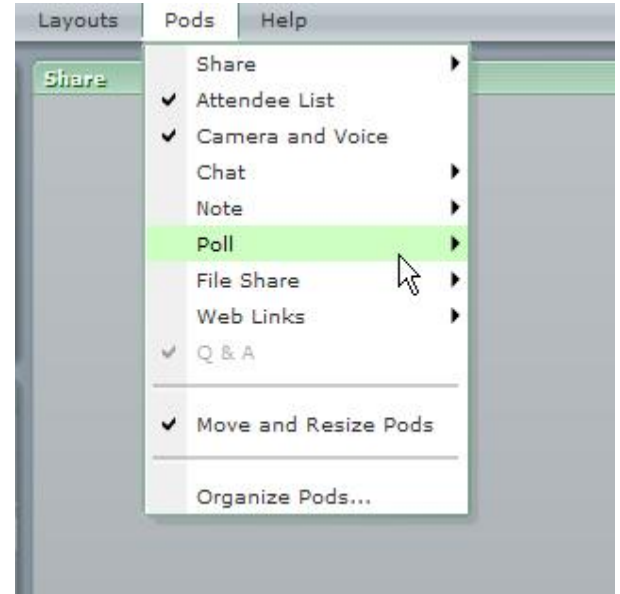 Layouts Pods Help
Share
Share
Attendee List
Camera and Voice
Chat
Note
Poll
File Share
Web Links
Q & A
Move and Resize Pods
Organize Pods...